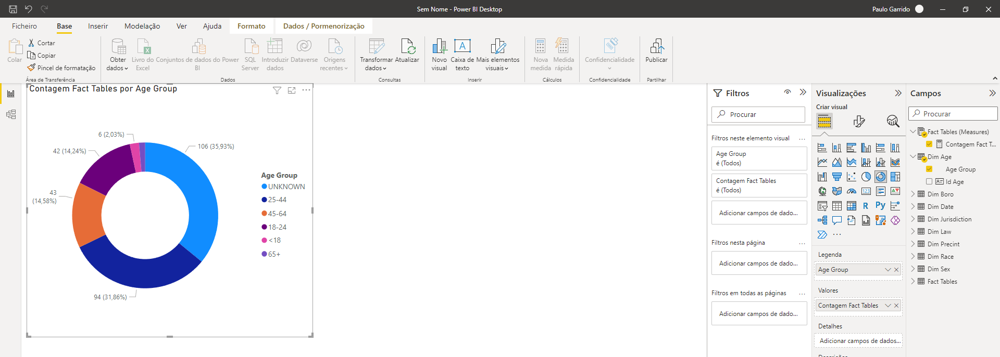 Sem Nome - Power BI Desktop
Paulo Garrido
Ficheiro
Base
Inserir
Modelação
Ver
Ajuda
Formato
Dados / Pormenorização
Colar
Cortar
Copiar
Pincel de formatação
Área de Transferência
Obter
dados
Livro do
Excel
Conjuntos de dados do Power
BI
SQL
Server
Introduzir
dados
Dataverse
Origens
recentes
Dados
Transformar
dados
Atualizar
Consultas
Novo
visual
Caixa de
texto
Mais elementos
visuais
Inserir
Nova
medida
Medida
rápida
Cálculos
Confidencialidade
Confidencialidade
Publicar
Partilhar
Contagem Fact Tables por Age Group
6 (2,03%)
106 (35,93%)
42 (14,24%)
43
(14,58%)
94 (31,86%)
Age Group
UNKNOWN
25-44
45-64
18-24
<18
65+
Filtros
Procurar
Filtros neste elemento visual
Age Group
é (Todos)
Contagem Fact Tables
é (Todos)
Adicionar campos de dado...
Filtros nesta página
Adicionar campos de dado...
Filtros em todas as páginas
Adicionar campos de dado...
Visualizações
Criar visual
123
R
Py
Legenda
Age Group
Valores
Contagem Fact Tables
Detalhes
Adicionar campos de dados...
Campos
Procurar
Fact Tables (Measures)
Contagem Fact T...
Dim Age
Age Group
Id Age
Dim Boro
Dim Date
Dim Jurisdiction
Dim Law
Dim Precint
Dim Race
Dim Sex
Fact Tables